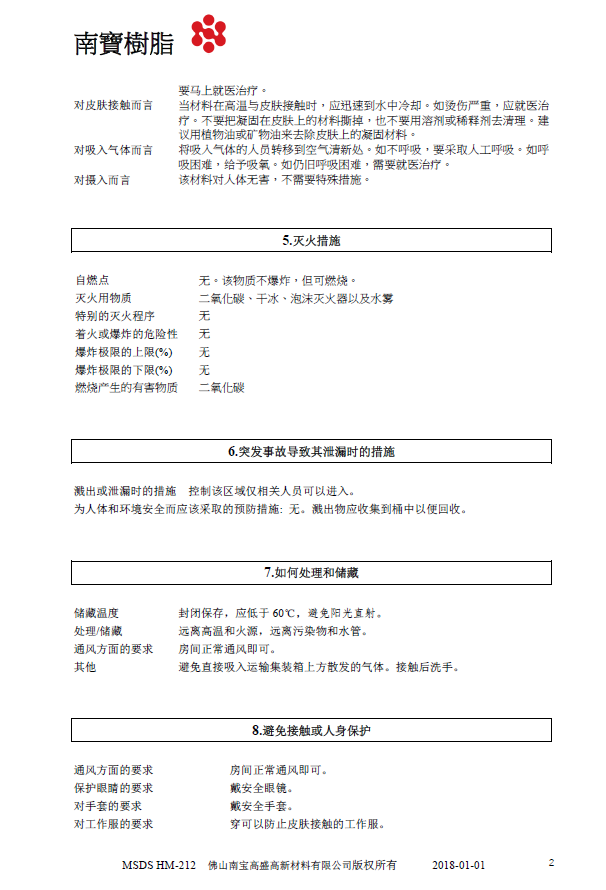 南寶樹脂
要马上就医治疗。
对皮肤接触而言 当材料在高温与皮肤接触时，应迅速到水中冷却。如烫伤严重，应就医治
疗。不要把凝固在皮肤上的材料撕掉，也不要用溶剂或稀释剂去清理。建
议用植物油或矿物油来去除皮肤上的凝固材料。
对吸入气体而言 将吸入气体的人员转移到空气清新处。如不呼吸，要采取人工呼吸。如呼
吸困难，给予吸氧。如仍旧呼吸困难，需要就医治疗。
对摄入而言 该材料对人体无害，不需要特殊措施。
5.灭火措施
自燃点 无。该物质不爆炸，但可燃烧。
灭火用物质 二氧化碳、干冰、泡沫灭火器以及水雾
特别的灭火程序 无
着火或爆炸的危险性 无
爆炸极限的上限(%) 无
爆炸极限的下限(%) 无
燃烧产生的有害物质 二氧化碳
6.突发事故导致其泄漏时的措施
溅出或泄漏时的措施 控制该区域仅相关人员可以进入。
为人体和环境安全而应该采取的预防措施: 无。溅出物应收集到桶中以便回收。
7.如何处理和储藏
储藏温度 封闭保存，应低于 60℃，避免阳光直射。
处理/储藏 远离高温和火源，远离污染物和水管。
通风方面的要求 房间正常通风即可。
其他 避免直接吸入运输集装箱上方散发的气体。接触后洗手。
8.避免接触或人身保护
通风方面的要求 房间正常通风即可。
保护眼睛的要求 戴安全眼镜。
对手套的要求 戴安全手套。
对工作服的要求 穿可以防止皮肤接触的工作服。
MSDS HM-212 佛山南宝高盛高新材料有限公司版权所有 2018-01-01 2